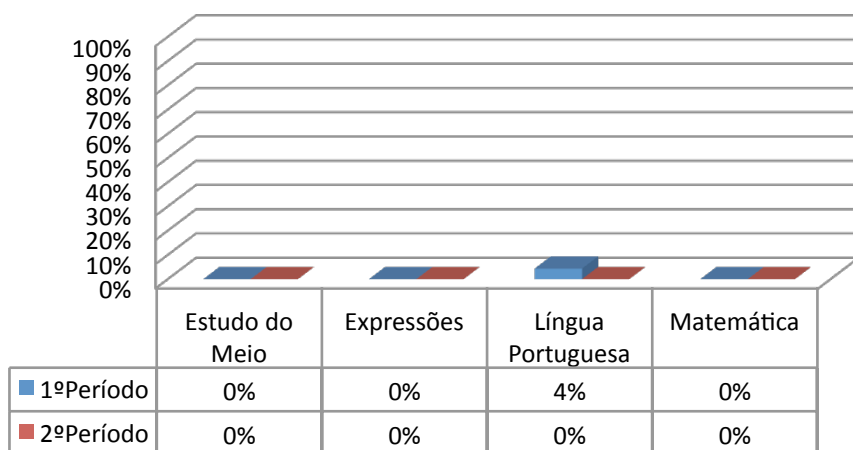 100%
90%
80%
70%
60%
50%
40%
30%
20%
10%
0%
Estudo do Meio
Expressões
Língua Portuguesa
Matemática
1ºPeríodo 0% 0% 4% 0%
2ºPeríodo 0% 0% 0% 0%